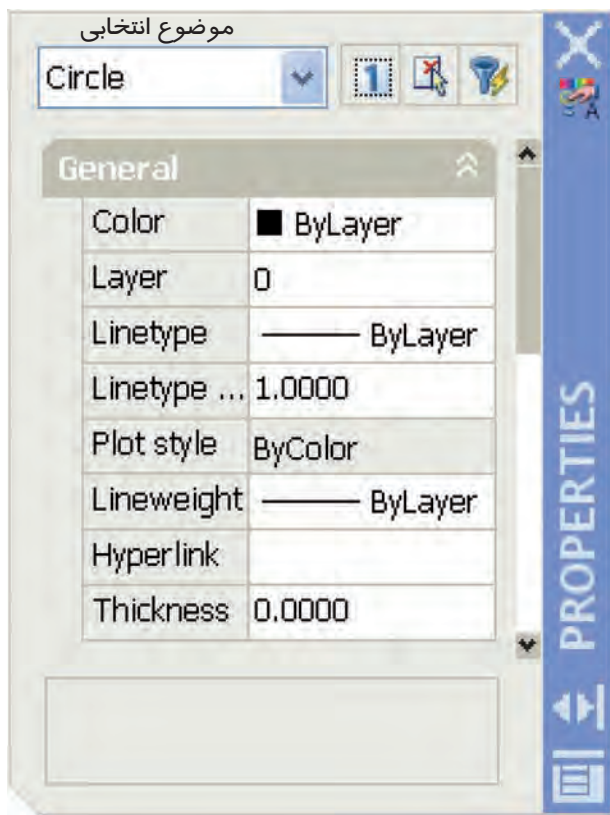 موضوع انتخابی
Circle
1
General
Color ByLayer
Layer 0
Linetype ByLayer
Linetype ... 1.0000
Plot style ByColor
Lineweight ByLayer
Hyperlink
Thickness 0.0000
PROPERTIES
A